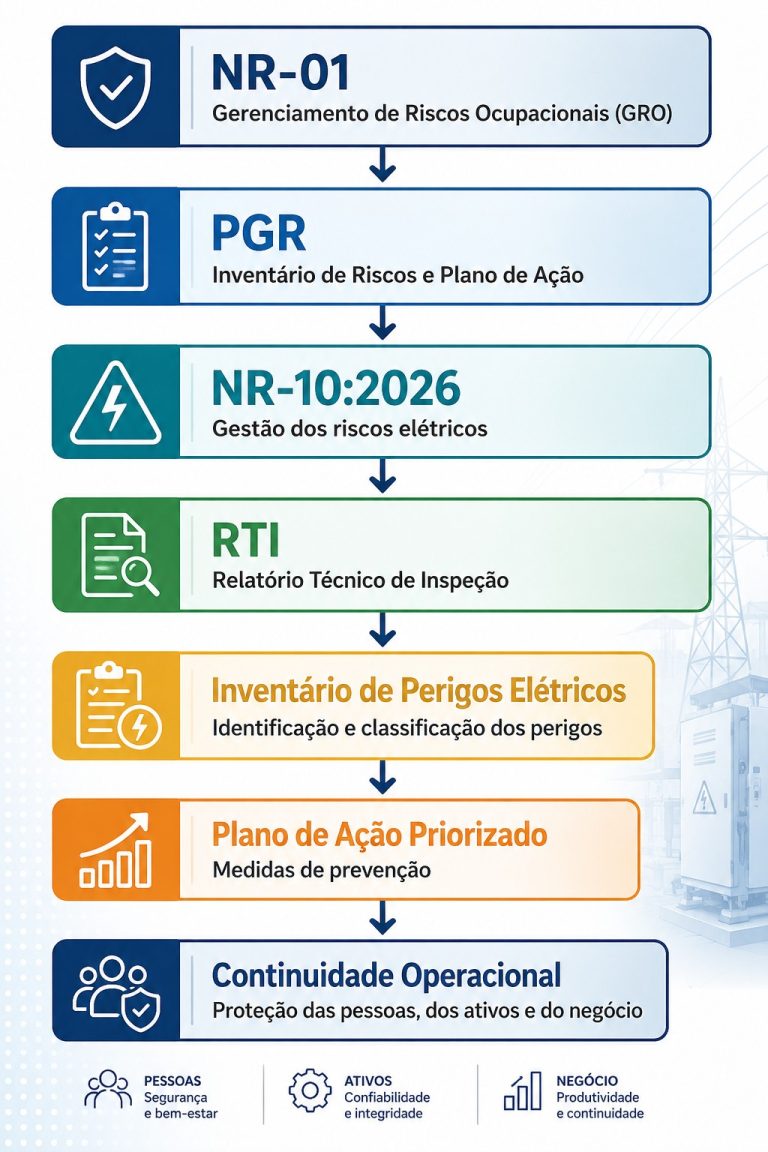 NR-01
Gerenciamento de Riscos Ocupacionais (GRO)
PGR
Inventário de Riscos e Plano de Ação
NR-10:2026
Gestão dos riscos elétricos
RTI
Relatório Técnico de Inspeção
Inventário de Perigos Elétricos
Identificação e classificação dos perigos
Plano de Ação Priorizado
Medidas de prevenção
Continuidade Operacional
Proteção das pessoas, dos ativos e do negócio
PESSOAS
Segurança
e bem-estar
ATIVOS
Confiabilidade
e integridade
NEGÓCIO
Produtividade
e continuidade